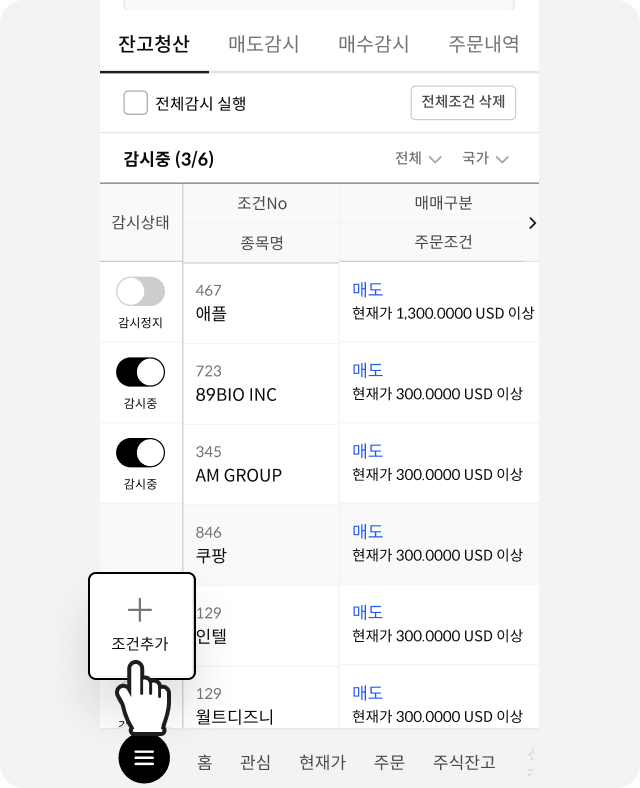 잔고청산 매도감시 매수감시 주문내역
전체감시 실행 전체조건 삭제
감시중 (3/6) 전체 국가
감시상태 조건No 매매구분
종목명 주문조건
467 매도
감시정지 애플 현재가 1,300.0000 USD 이상
723 매도
감시중 89BIO INC 현재가 300.0000 USD 이상
345 매도
감시중 AM GROUP 현재가 300.0000 USD 이상
846 매도
쿠팡 현재가 300.0000 USD 이상
129 매도
조건추가 인텔 현재가 300.0000 USD 이상
129 매도
월트디즈니 현재가 300.0000 USD 이상
홈 관심 현재가 주문 주식잔고